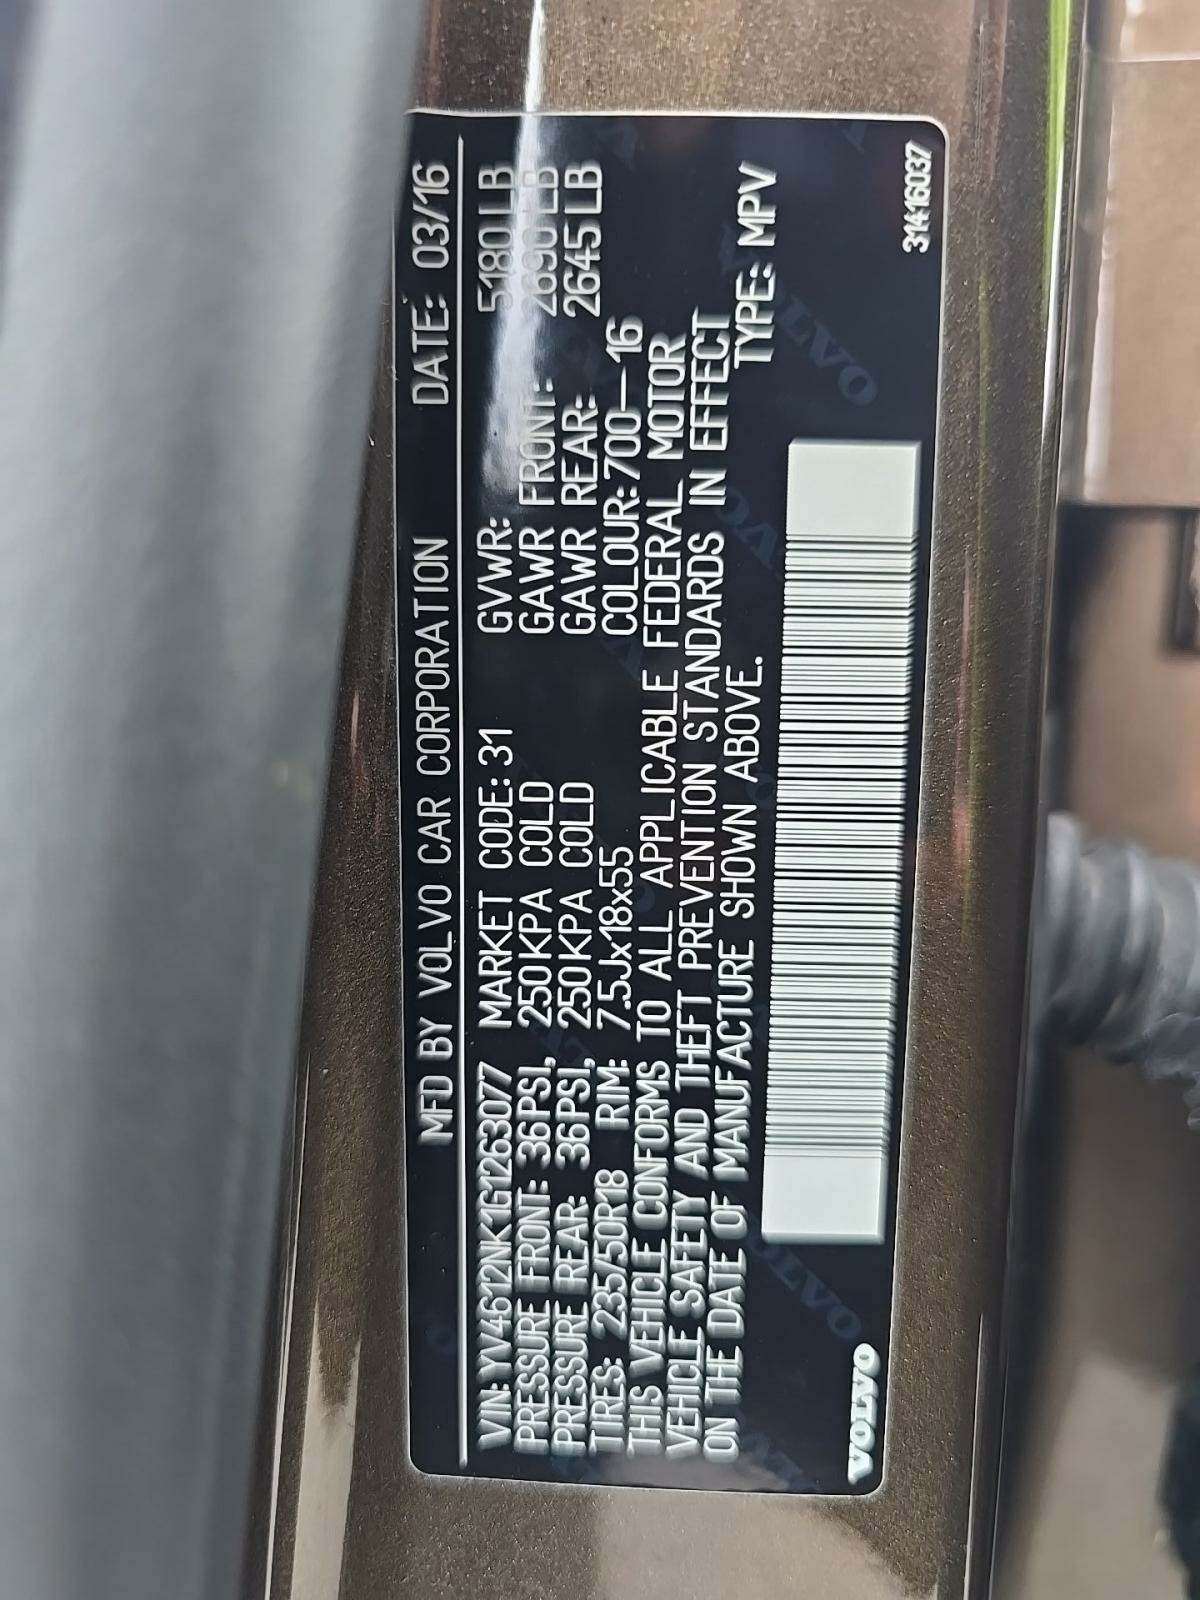 MFD BY VOLVO CAR CORPORATION DATE: 03/16
VIN: YV4612NK1G1263077 MARKET CODE: 31 GVWR: 5180 LB
PRESSURE FRONT: 36PSI, 250KPA COLD GAWR FRONT: 2690 LB
PRESSURE REAR: 36PSI, 250KPA COLD GAWR REAR: 2645 LB
TIRES: 235/50R18 RIM: 7.5Jx18x55 COLOUR: 700—16
THIS VEHICLE CONFORMS TO ALL APPLICABLE FEDERAL MOTOR
VEHICLE SAFETY AND THEFT PREVENTION STANDARDS IN EFFECT
ON THE DATE OF MANUFACTURE SHOWN ABOVE. TYPE: MPV
VOLVO 31416037